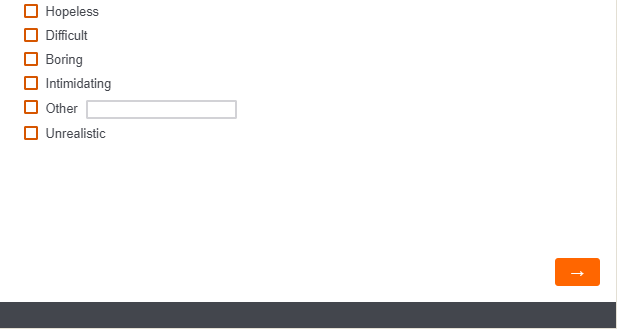 Hopeless
Difficult
Boring
Intimidating
Other
Unrealistic
→